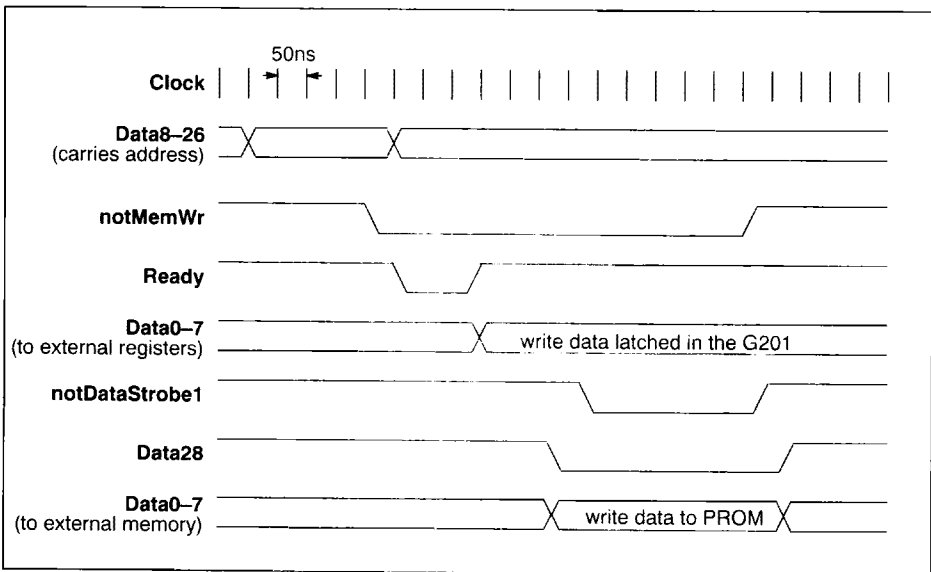 50ns
Clock
Data8–26
(carries address)
notMemWr
Ready
Data0–7
(to external registers)
write data latched in the G201
notDataStrobe1
Data28
Data0–7
(to external memory)
write data to PROM